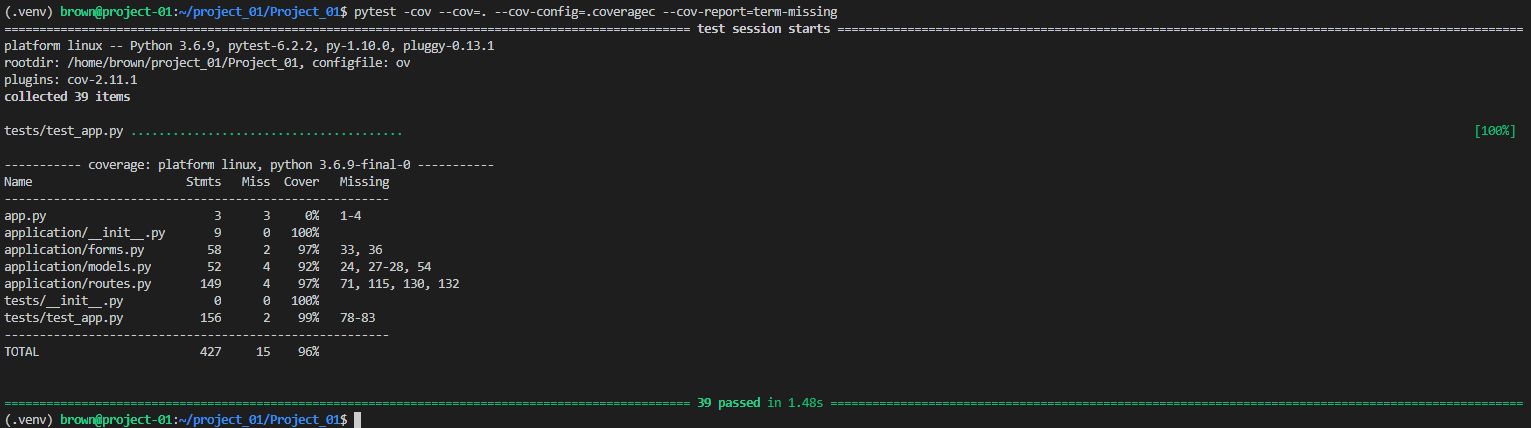 (.venv) brown@project-01:~/project_01/Project_01$ pytest -cov --cov=. --cov-config=.coveragec --cov-report=term-missing
================================================================================================== test session starts ==================================================================================================
platform linux -- Python 3.6.9, pytest-6.2.2, py-1.10.0, pluggy-0.13.1
rootdir: /home/brown/project_01/Project_01, configfile: ov
plugins: cov-2.11.1
collected 39 items
tests/test_app.py ....................................... [100%]
----------- coverage: platform linux, python 3.6.9-final-0 -----------
Name                      Stmts   Miss  Cover   Missing
-------------------------------------------------------
app.py                        3      3     0%   1-4
application/__init__.py       9      0   100%
application/forms.py         58      2    97%   33, 36
application/models.py        52      4    92%   24, 27-28, 54
application/routes.py       149      4    97%   71, 115, 130, 132
tests/__init__.py             0      0   100%
tests/test_app.py           156      2    99%   78-83
-------------------------------------------------------
TOTAL                       427     15    96%
================================================================================================== 39 passed in 1.48s ===================================================================================================
(.venv) brown@project-01:~/project_01/Project_01$